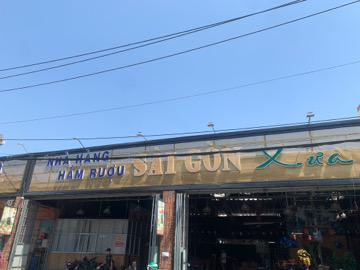 NHÀ HÀNG
HẦM RƯỢU
SÀI GÒN Xưa